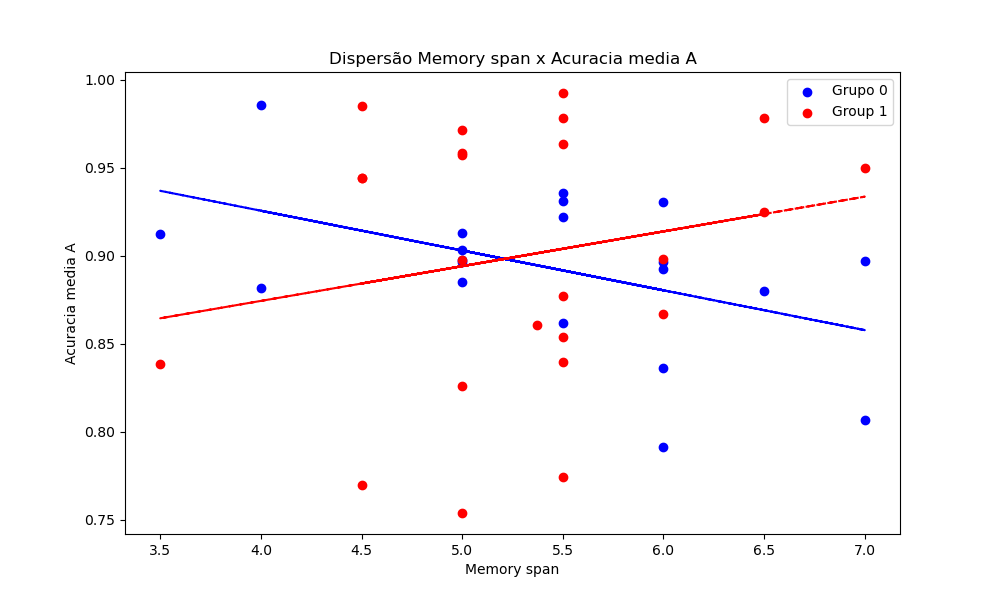 Dispersão Memory span x Acuracia media A
Grupo 0
Group 1
1.00
0.95
0.90
0.85
0.80
0.75
Acuracia media A
3.5 4.0 4.5 5.0 5.5 6.0 6.5 7.0
Memory span